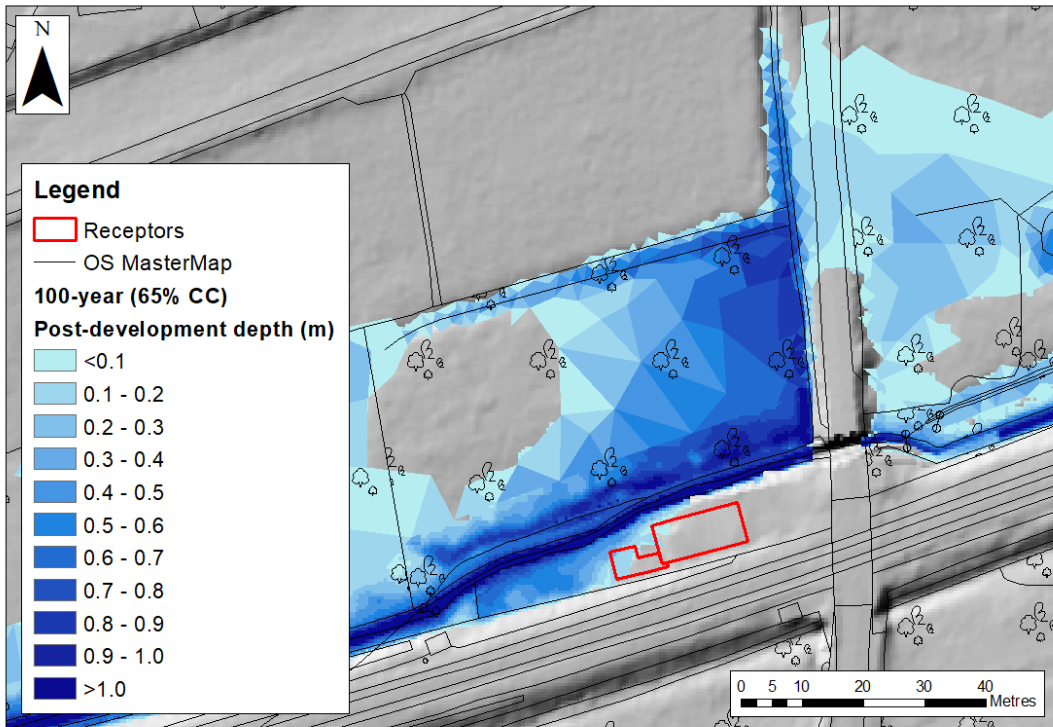 N
Legend
Receptors
OS MasterMap
100-year (65% CC)
Post-development depth (m)
<0.1
0.1 - 0.2
0.2 - 0.3
0.3 - 0.4
0.4 - 0.5
0.5 - 0.6
0.6 - 0.7
0.7 - 0.8
0.8 - 0.9
0.9 - 1.0
>1.0
0 5 10 20 30 40
Metres